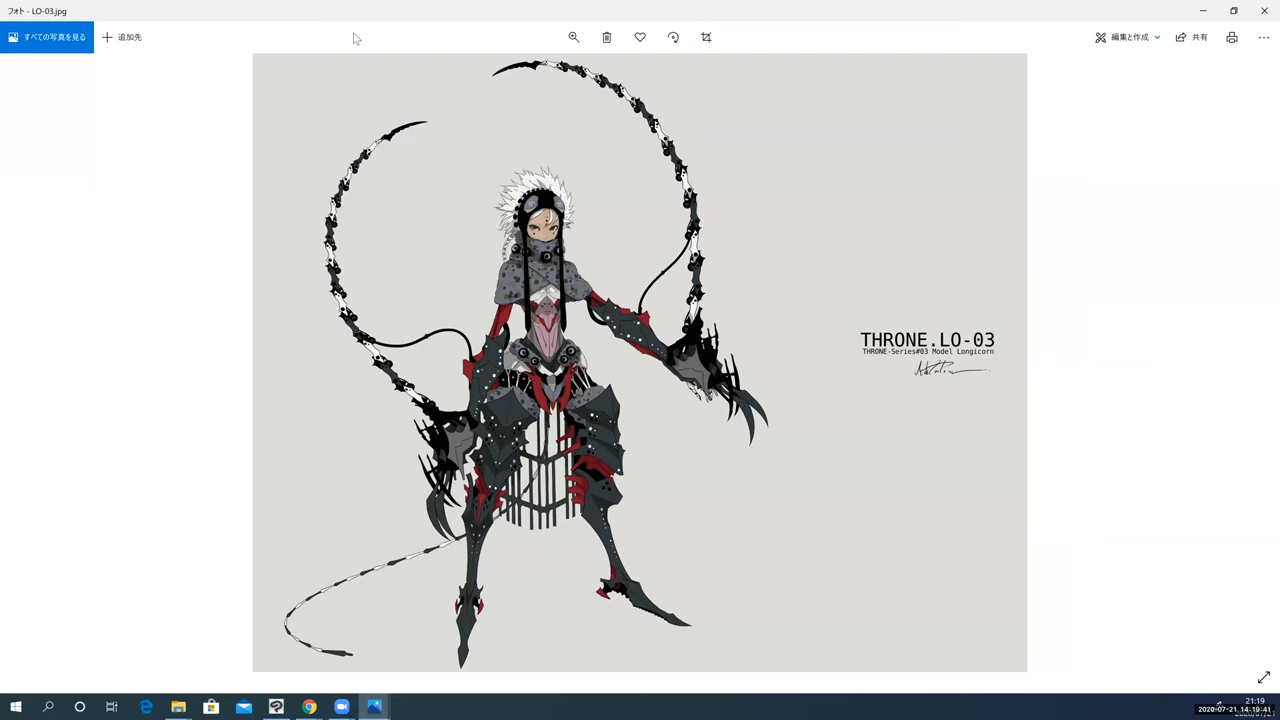 フォト - LO-03.jpg
すべての写真を見る
追加先
編集と作成
共有
THRONE.LO-03
THRONE-Series#03 Model Longicorn
21:19
2020-07-21 14:19:41